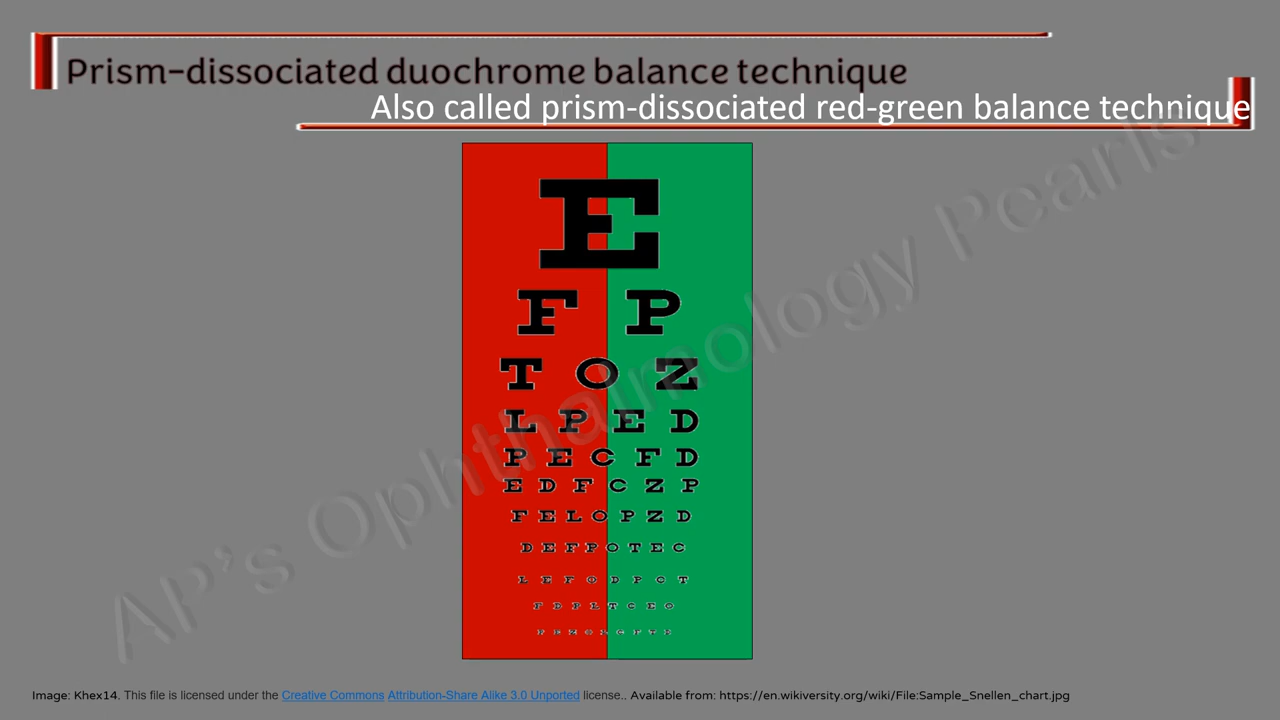 Prism-dissociated duochrome balance technique
Also called prism-dissociated red-green balance technique
E
F P
T O Z
L P E D
P E C F D
E D F C Z P
F E L O P Z D
D E F P O T E C
L E F O D P C T
F D P L T C E O
P E Z O L C F T D
AP's Ophthalmology Pearls
Image: Khex14. This file is licensed under the Creative Commons Attribution-Share Alike 3.0 Unported license.. Available from: https://en.wikiversity.org/wiki/File:Sample_Snellen_chart.jpg